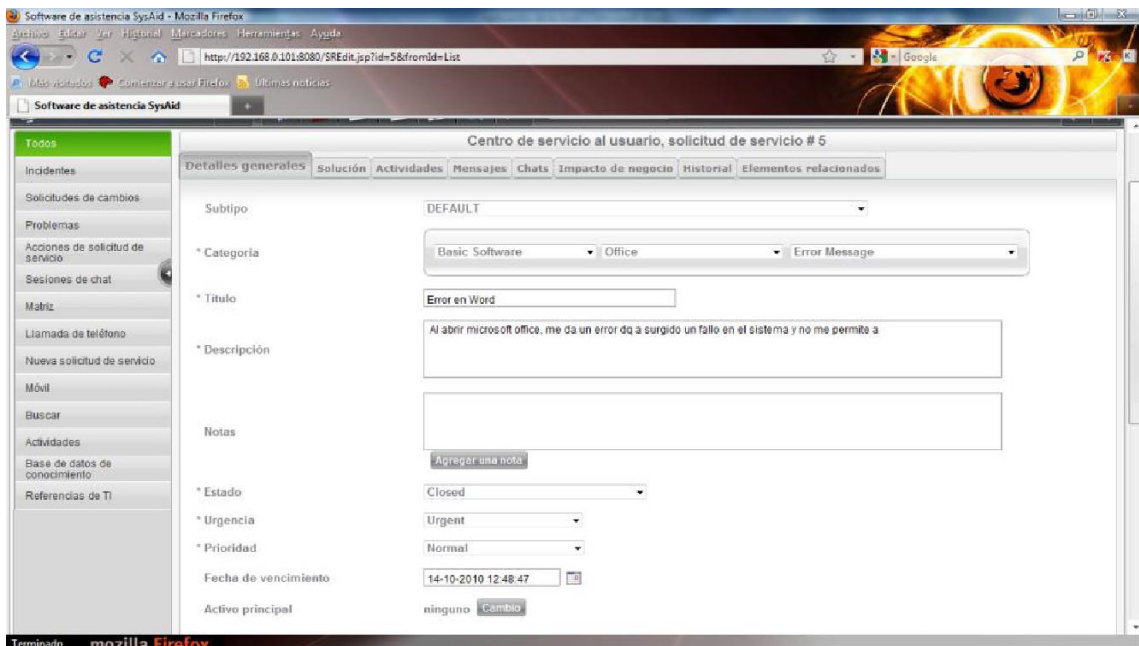 Software de asistencia SysAid - Mozilla Firefox
Archivo Editar Ver Historial Marcadores Herramientas Ayuda
http://192.168.0.101:8080/SREdit.jsp?id=5&fromId=List
Google
Más visitados Comenzar a usar Firefox Últimas noticias
Software de asistencia SysAid
Centro de servicio al usuario, solicitud de servicio # 5
Detalles generales Solución Actividades Mensajes Chats Impacto de negocio Historial Elementos relacionados
Todos
Incidentes
Solicitudes de cambios
Problemas
Acciones de solicitud de
servicio
Sesiones de chat
Matriz
Llamada de teléfono
Nueva solicitud de servicio
Móvil
Buscar
Actividades
Base de datos de
conocimiento
Referencias de TI
Subtipo DEFAULT
* Categoría Basic Software Office Error Message
* Título Error en Word
* Descripción Al abrir microsoft office, me da un error dq a surgido un fallo en el sistema y no me permite a
Notas
Agregar una nota
* Estado Closed
* Urgencia Urgent
* Prioridad Normal
Fecha de vencimiento 14-10-2010 12:48:47
Activo principal ninguno Cambio
Terminado mozilla Firefox